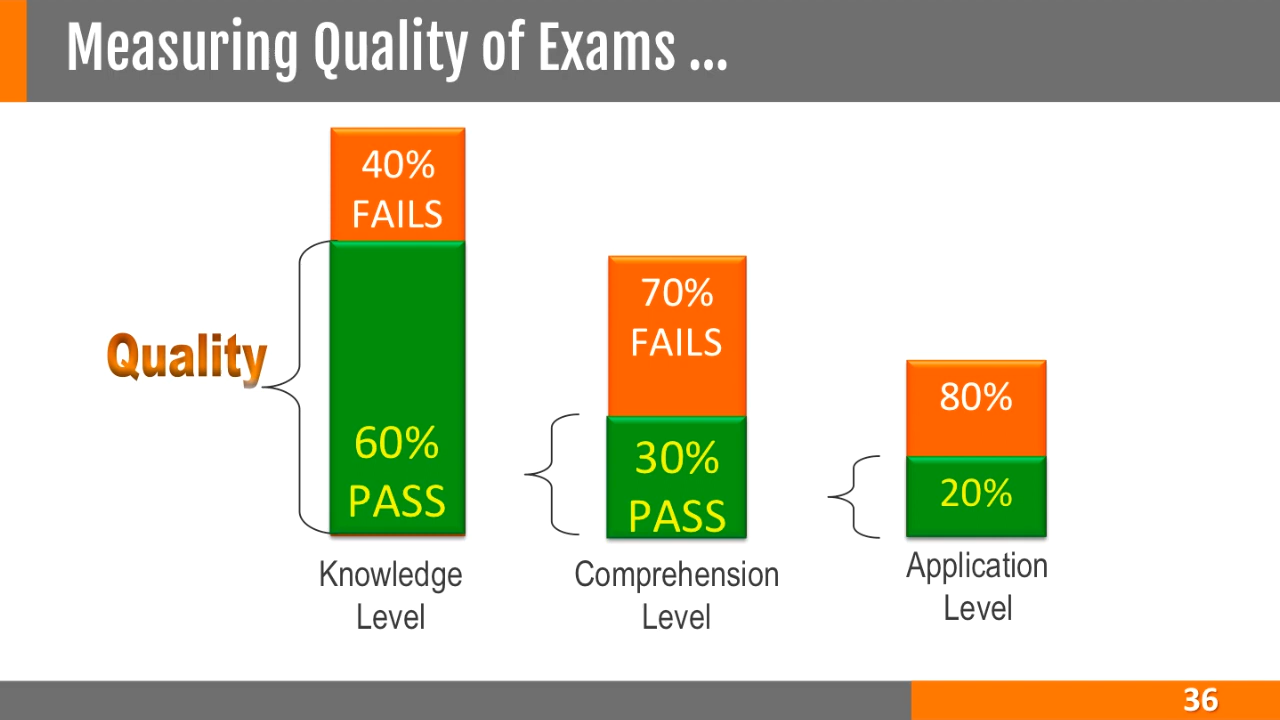 Measuring Quality of Exams ...
40%
FAILS
70%
FAILS
Quality
80%
60%
PASS
30%
PASS
20%
Knowledge
Level
Comprehension
Level
Application
Level
36